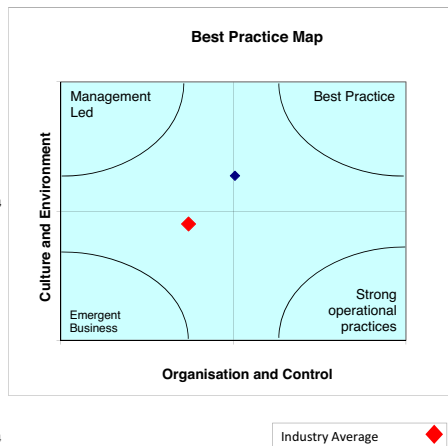 Best Practice Map
Management
Led
Best Practice
Culture and Environment
Emergent
Business
Strong
operational
practices
Organisation and Control
Industry Average